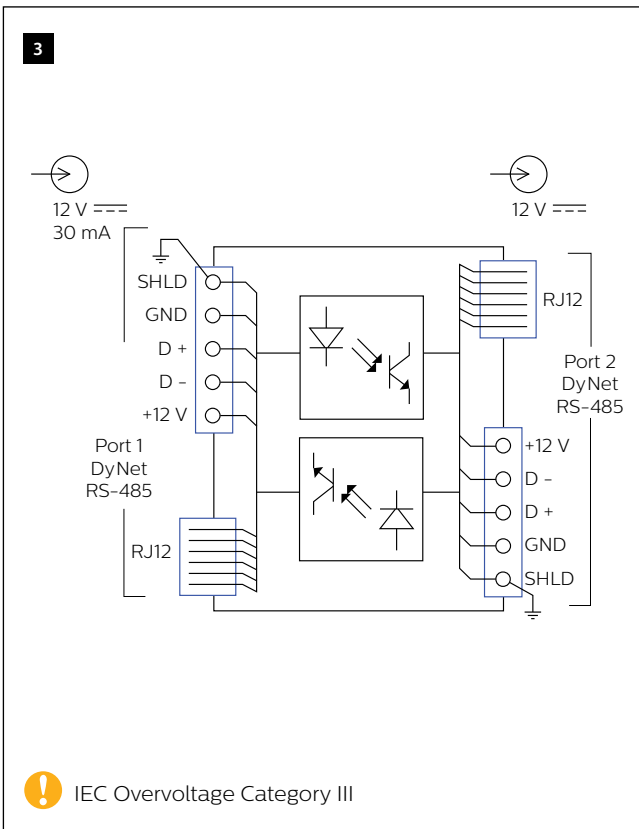 3
12 V
30 mA
12 V
SHLD
GND
D +
D -
+12 V
Port 1
DyNet
RS-485
RJ12
RJ12
Port 2
DyNet
RS-485
+12 V
D -
D +
GND
SHLD
! IEC Overvoltage Category III